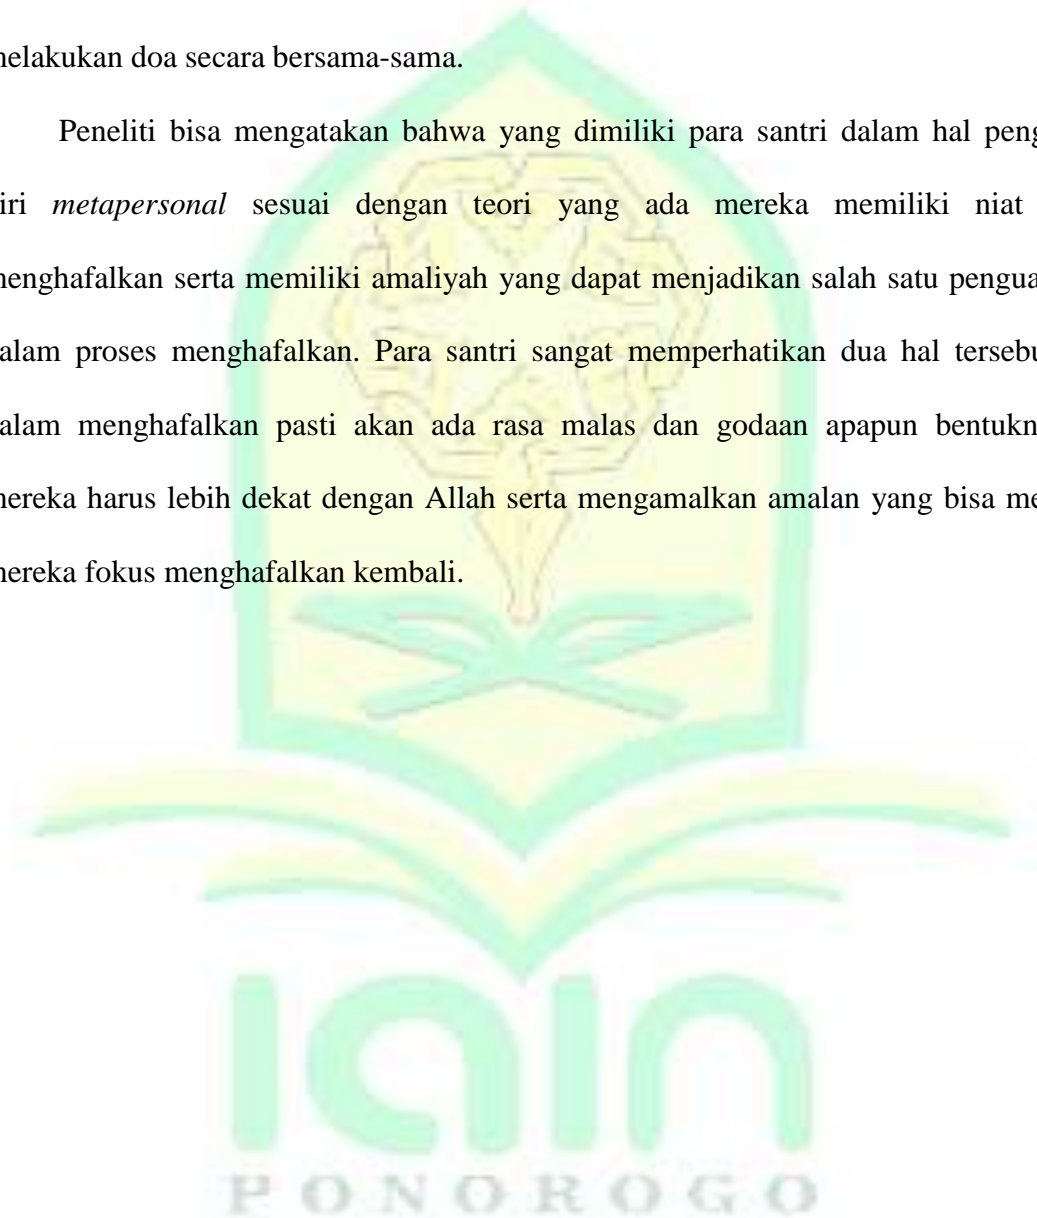 nelakukan doa secara bersama-sama.
Peneliti bisa mengatakan bahwa yang dimiliki para santri dalam hal peng
iri metapersonal sesuai dengan teori yang ada mereka memiliki niat
nenghafalkan serta memiliki amaliyah yang dapat menjadikan salah satu pengua
alam proses menghafalkan. Para santri sangat memperhatikan dua hal tersebu
alam menghafalkan pasti akan ada rasa malas dan godaan apapun bentukn
nereka harus lebih dekat dengan Allah serta mengamalkan amalan yang bisa me
nereka fokus menghafalkan kembali.
iain
PONOROGO